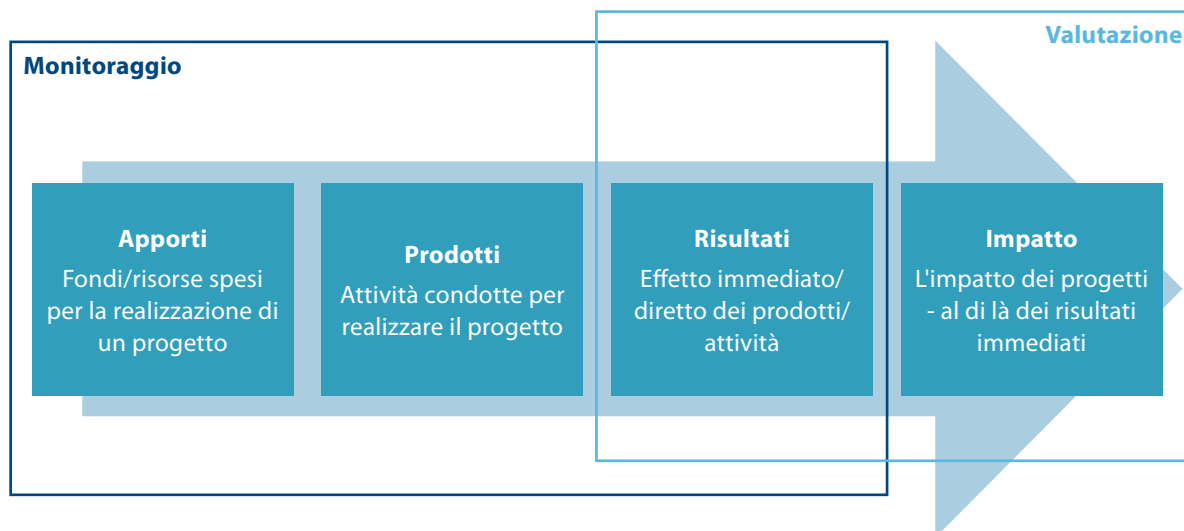 Valutazione
Monitoraggio
Apporti
Fondi/risorse spesi
per la realizzazione di
un progetto
Prodotti
Attività condotte per
realizzare il progetto
Risultati
Effetto immediato/
diretto dei prodotti/
attività
Impatto
L'impatto dei progetti
- al di là dei risultati
immediati